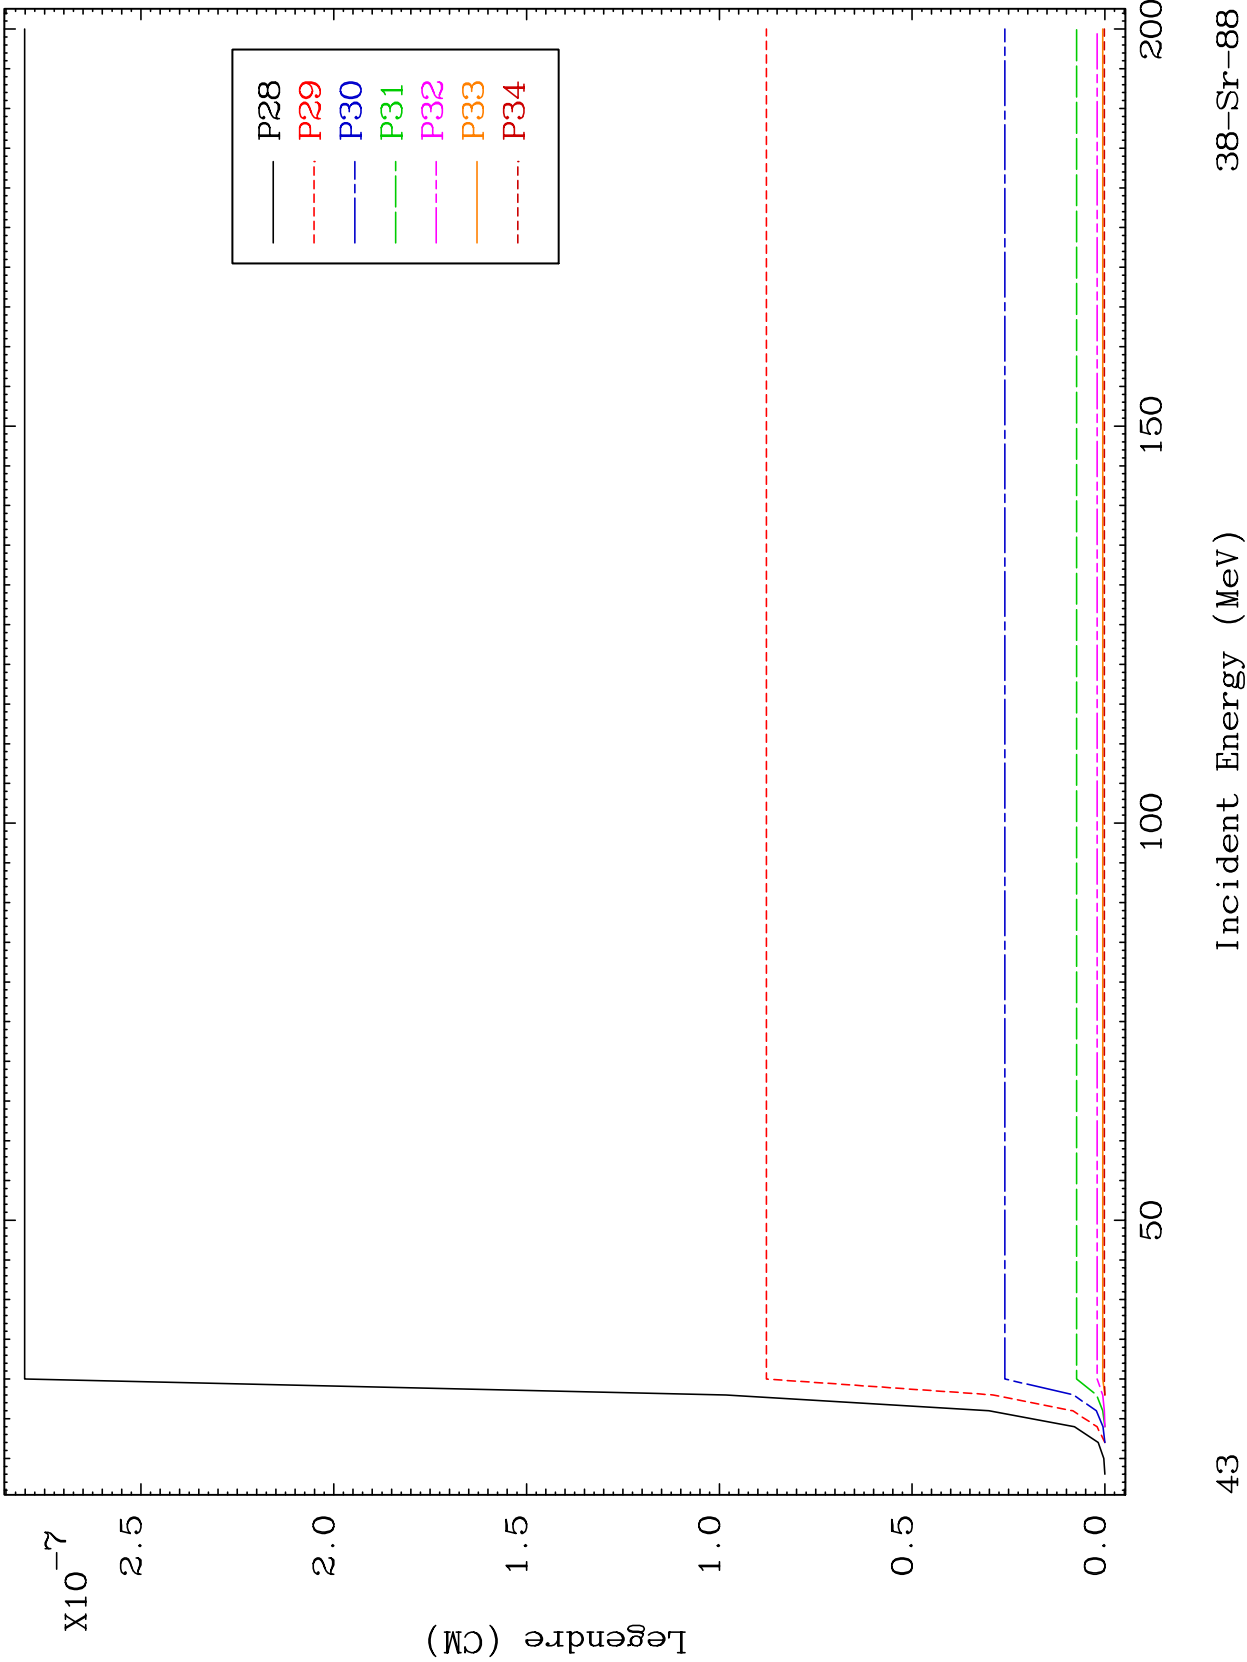 X10-7
2.5
2.0
1.5
1.0
0.5
0.0
Legendre (CM)
P28
P29
P30
P31
P32
P33
P34
50
100
150
200
43
Incident Energy (MeV)
38-Sr-88